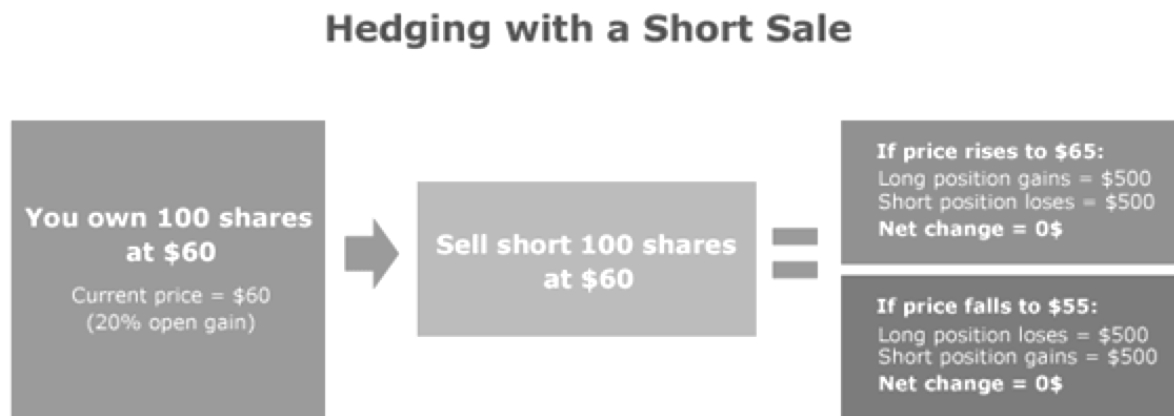 Hedging with a Short Sale
You own 100 shares
at $60
Current price = $60
(20% open gain)
Sell short 100 shares
at $60
If price rises to $65:
Long position gains = $500
Short position loses = $500
Net change = 0$
If price falls to $55:
Long position loses = $500
Short position gains = $500
Net change = 0$